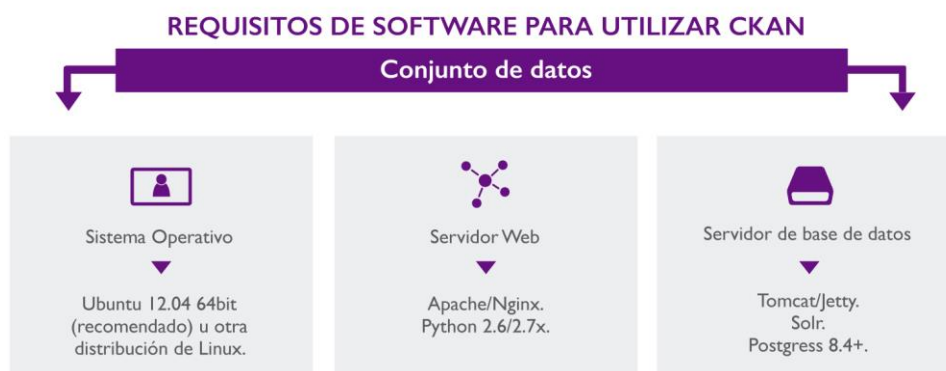 REQUISITOS DE SOFTWARE PARA UTILIZAR CKAN
Conjunto de datos
Sistema Operativo
Ubuntu 12.04 64bit
(recomendado) u otra
distribución de Linux.
Servidor Web
Apache/Nginx.
Python 2.6/2.7x.
Servidor de base de datos
Tomcat/Jetty.
Solr.
Postgress 8.4+.